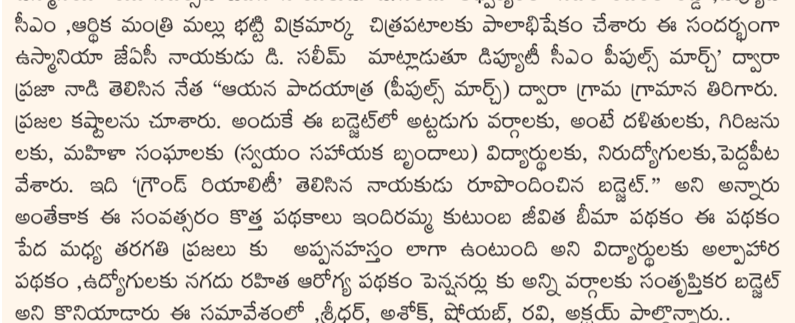 సీఎం ,ఆర్థిక మంత్రి మల్లు భట్టి విక్రమార్క చిత్రపటాలకు పాలాభిషేకం చేశారు ఈ సందర్భంగా
ఉస్మానియా జేఏసీ నాయకుడు డి. సలీమ్ మాట్లాడుతూ డిప్యూటీ సీఎం పీపుల్స్ మార్చ్' ద్వారా
ప్రజా నాడి తెలిసిన నేత "ఆయన పాదయాత్ర (పీపుల్స్ మార్చ్) ద్వారా గ్రామ గ్రామాన తిరిగారు.
ప్రజల కష్టాలను చూశారు. అందుకే ఈ బడ్జెట్‌లో అట్టడుగు వర్గాలకు, అంటే దళితులకు, గిరిజను
లకు, మహిళా సంఘాలకు (స్వయం సహాయక బృందాలు) విద్యార్థులకు, నిరుద్యోగులకు,పెద్దపీట
వేశారు. ఇది 'గ్రౌండ్ రియాలిటీ' తెలిసిన నాయకుడు రూపొందించిన బడ్జెట్." అని అన్నారు
అంతేకాక ఈ సంవత్సరం కొత్త పథకాలు ఇందిరమ్మ కుటుంబ జీవిత బీమా పథకం ఈ పథకం
పేద మధ్య తరగతి ప్రజలు కు అప్పనహస్తం లాగా ఉంటుంది అని విద్యార్థులకు అల్పాహార
పథకం ,ఉద్యోగులకు నగదు రహిత ఆరోగ్య పథకం పెన్షనర్లు కు అన్ని వర్గాలకు సంతృప్తికర బడ్జెట్
అని కొనియాడారు ఈ సమావేశంలో ,శ్రీధర్, అశోక్, షోయబ్, రవి, అక్షయ్ పాల్గొన్నారు..